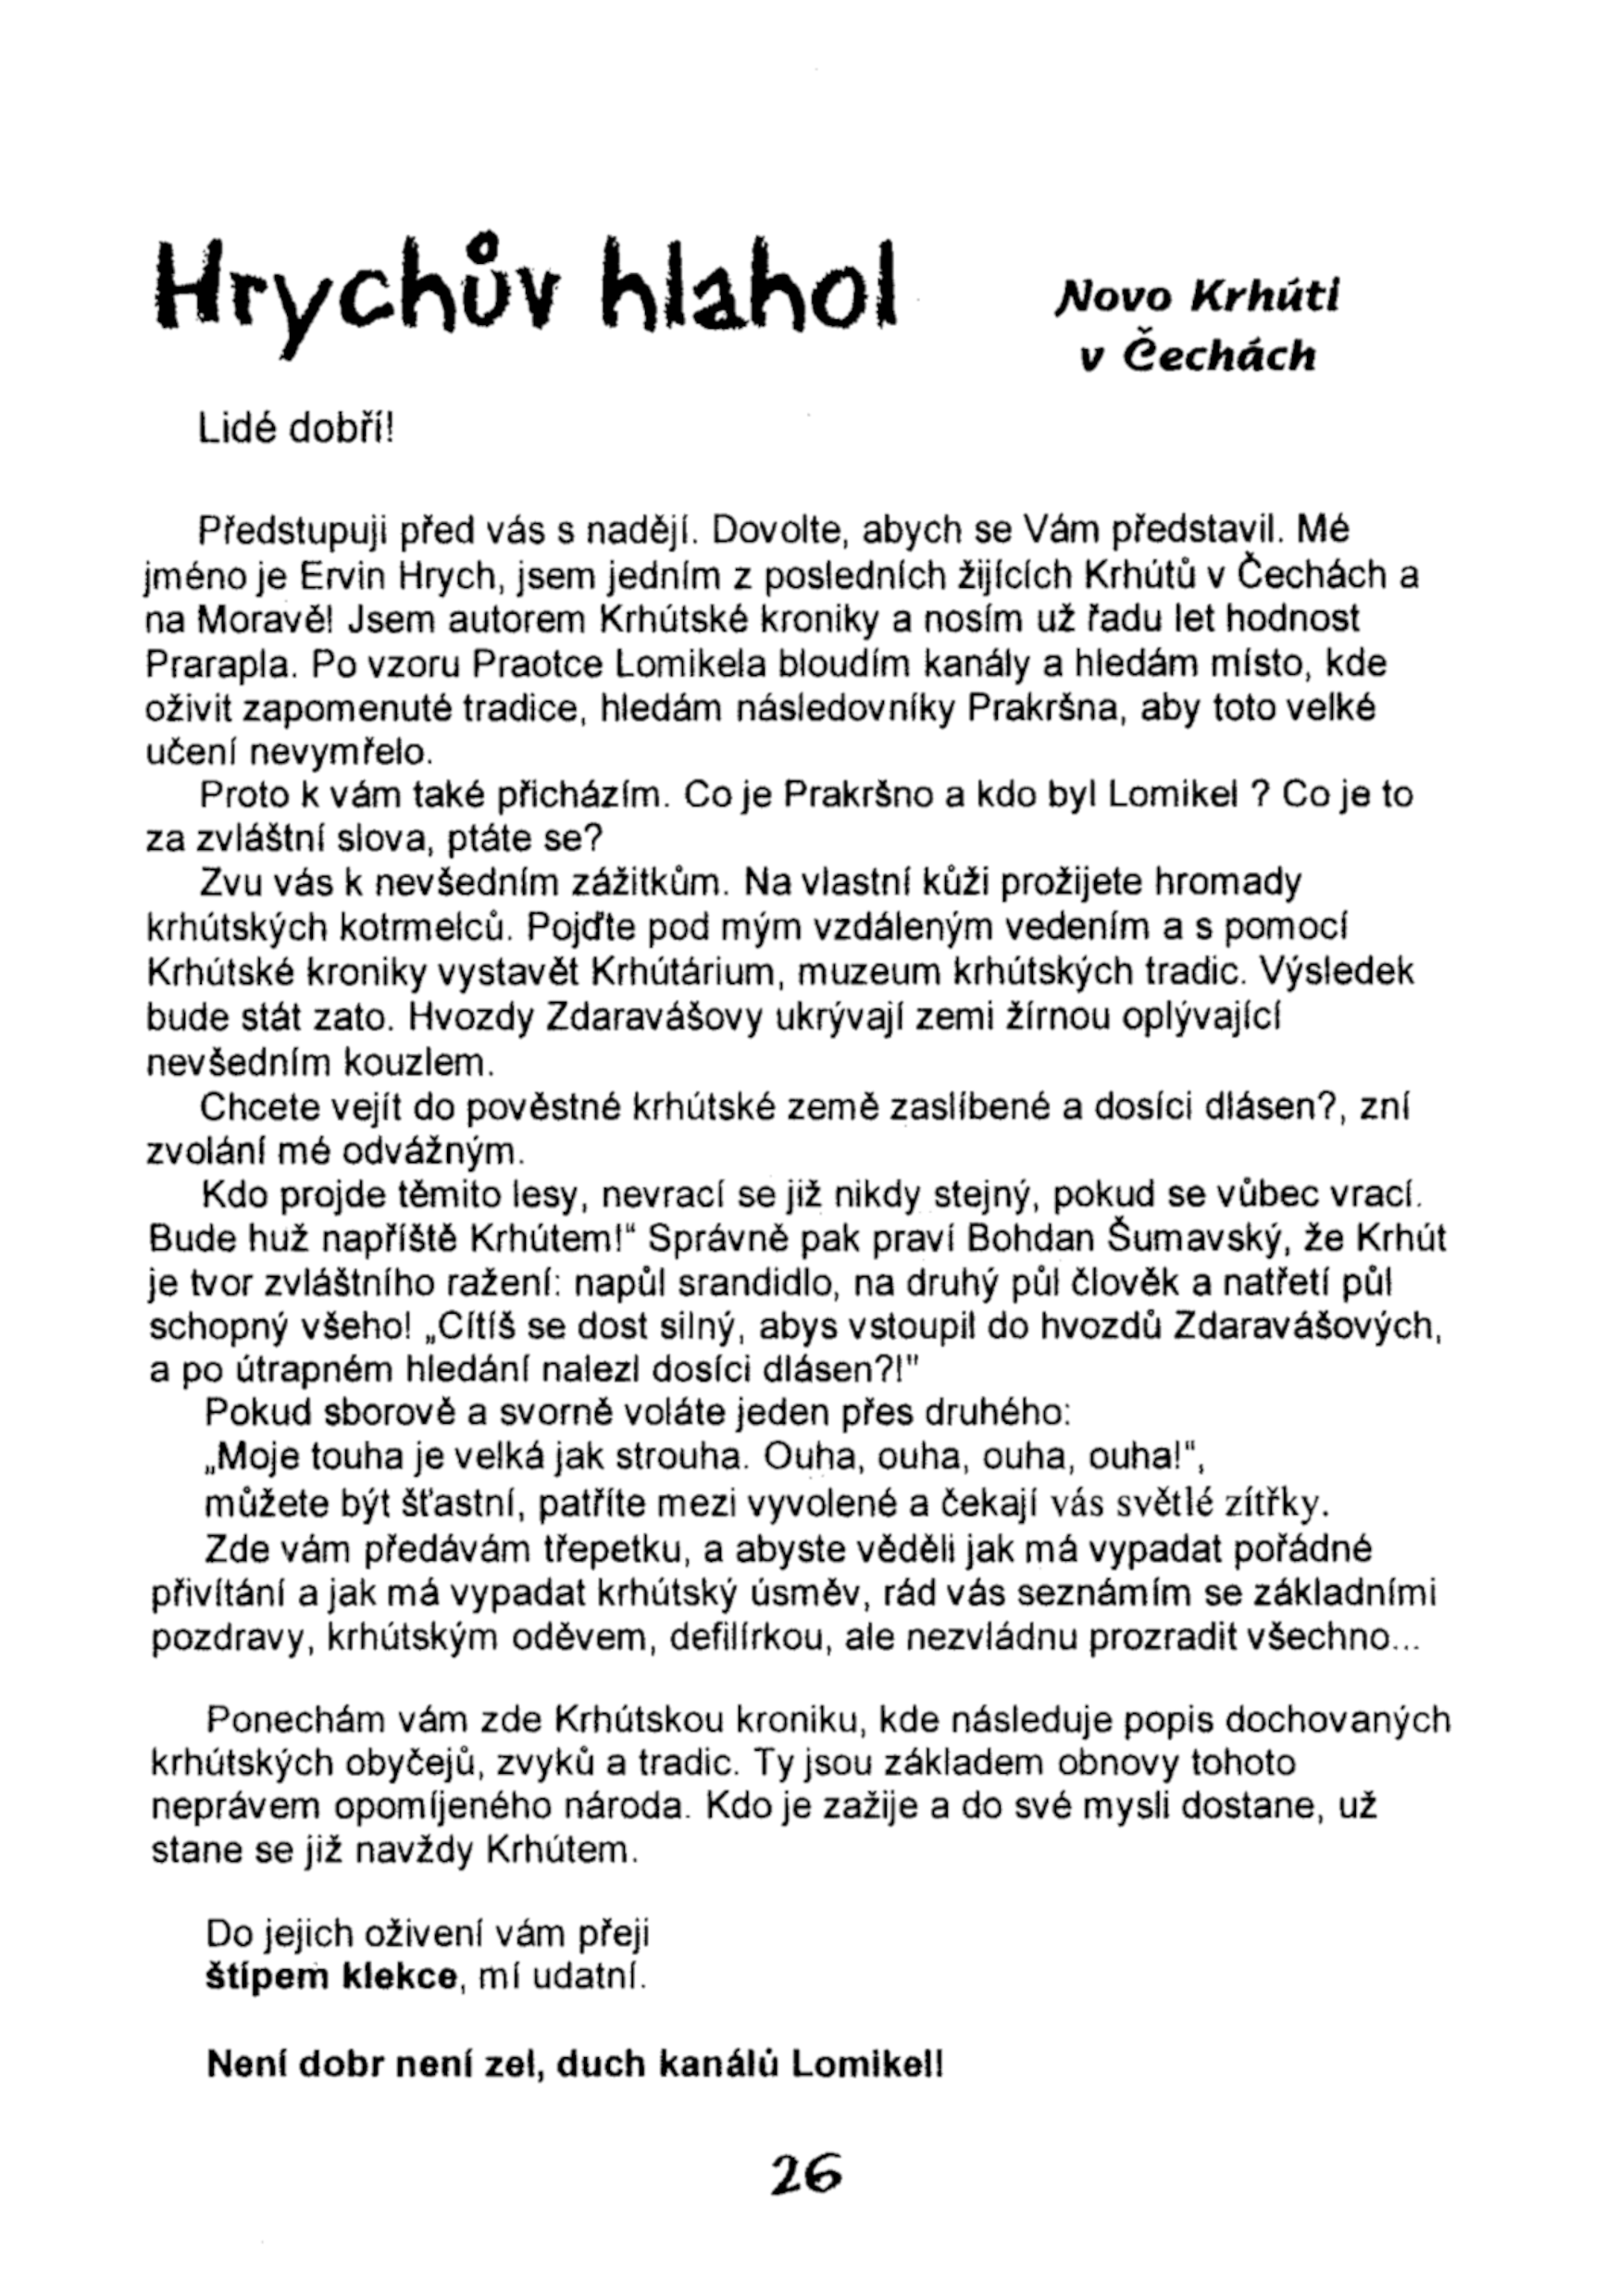 Hrychův hlahol
Novo Krhúti
v Čechách
Lidé dobří!
Předstupuji před vás s nadějí. Dovolte, abych se Vám představil. Mé
jméno je Ervin Hrych, jsem jedním z posledních žijících Krhútů v Čechách a
na Moravě! Jsem autorem Krhútské kroniky a nosím už řadu let hodnost
Prarapla. Po vzoru Praotce Lomikela bloudím kanály a hledám místo, kde
oživit zapomenuté tradice, hledám následovníky Prakršna, aby toto velké
učení nevymřelo.
Proto k vám také přicházím. Co je Prakršno a kdo byl Lomikel ? Co je to
za zvláštní slova, ptáte se?
Zvu vás k nevšedním zážitkům. Na vlastní kůži prožijete hromady
krhútských kotrmelců. Pojďte pod mým vzdáleným vedením a s pomocí
Krhútské kroniky vystavět Krhútárium, muzeum krhútských tradic. Výsledek
bude stát zato. Hvozdy Zdaravášovy ukrývají zemi žírnou oplývající
nevšedním kouzlem.
Chcete vejít do pověstné krhútské země zaslíbené a dosíci dlásen?, zní
zvolání mé odvážným.
Kdo projde těmito lesy, nevrací se již nikdy stejný, pokud se vůbec vrací.
Bude huž napříště Krhútem!“ Správně pak praví Bohdan Šumavský, že Krhút
je tvor zvláštního ražení: napůl srandidlo, na druhý půl člověk a natřetí půl
schopný všeho! „Cítíš se dost silný, abys vstoupil do hvozdů Zdaravášových,
a po útrapném hledání nalezl dosíci dlásen?!"
Pokud sborově a svorně voláte jeden přes druhého:
„Moje touha je velká jak strouha. Ouha, ouha, ouha, ouha!",
můžete být šťastní, patříte mezi vyvolené a čekají vás světlé zítřky.
Zde vám předávám třepetku, a abyste věděli jak má vypadat pořádné
přivítání a jak má vypadat krhútský úsměv, rád vás seznámím se základními
pozdravy, krhútským oděvem, defilírkou, ale nezvládnu prozradit všechno...
Ponechám vám zde Krhútskou kroniku, kde následuje popis dochovaných
krhútských obyčejů, zvyků a tradic. Ty jsou základem obnovy tohoto
neprávem opomíjeného národa. Kdo je zažije a do své mysli dostane, už
stane se již navždy Krhútem.
Do jejich oživení vám přeji
štípem klekce, mí udatní.
Není dobr není zel, duch kanálů Lomikel!
26